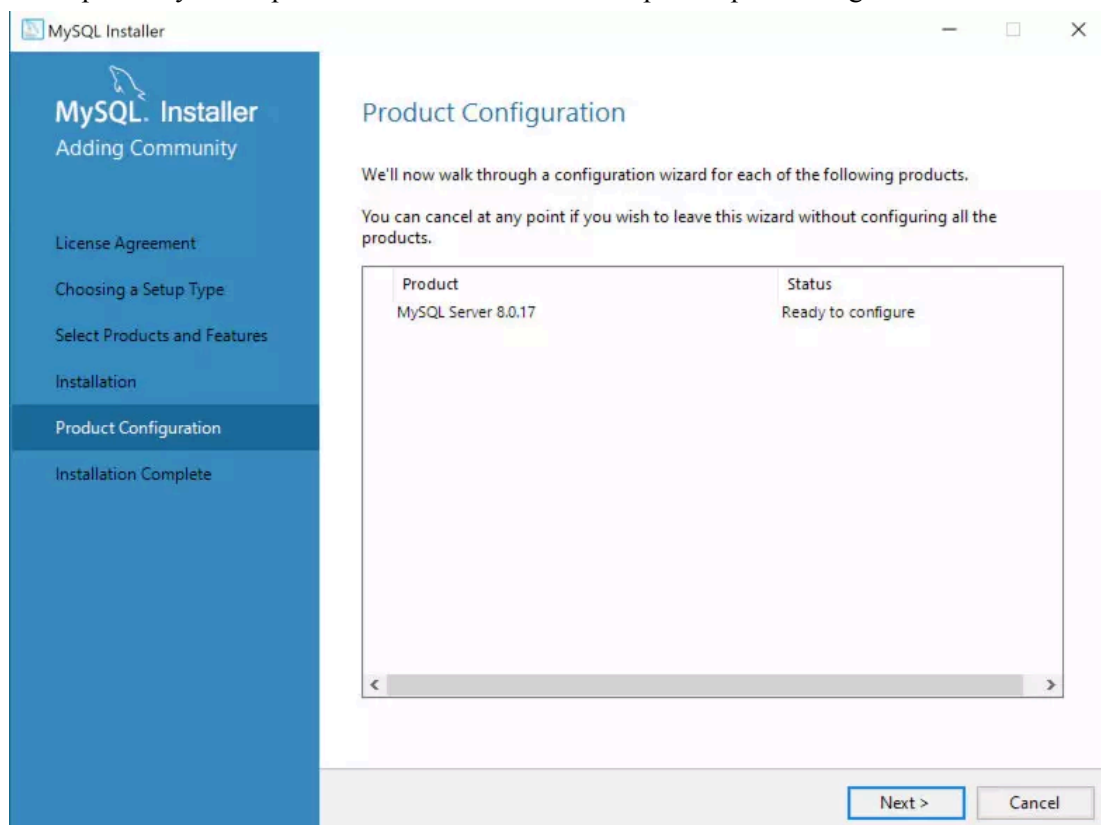 MySQL Installer
MySQL. Installer
Adding Community
License Agreement
Choosing a Setup Type
Select Products and Features
Installation
Product Configuration
Installation Complete
Product Configuration
We'll now walk through a configuration wizard for each of the following products.
You can cancel at any point if you wish to leave this wizard without configuring all the
products.
Product Status
MySQL Server 8.0.17 Ready to configure
Next > Cancel